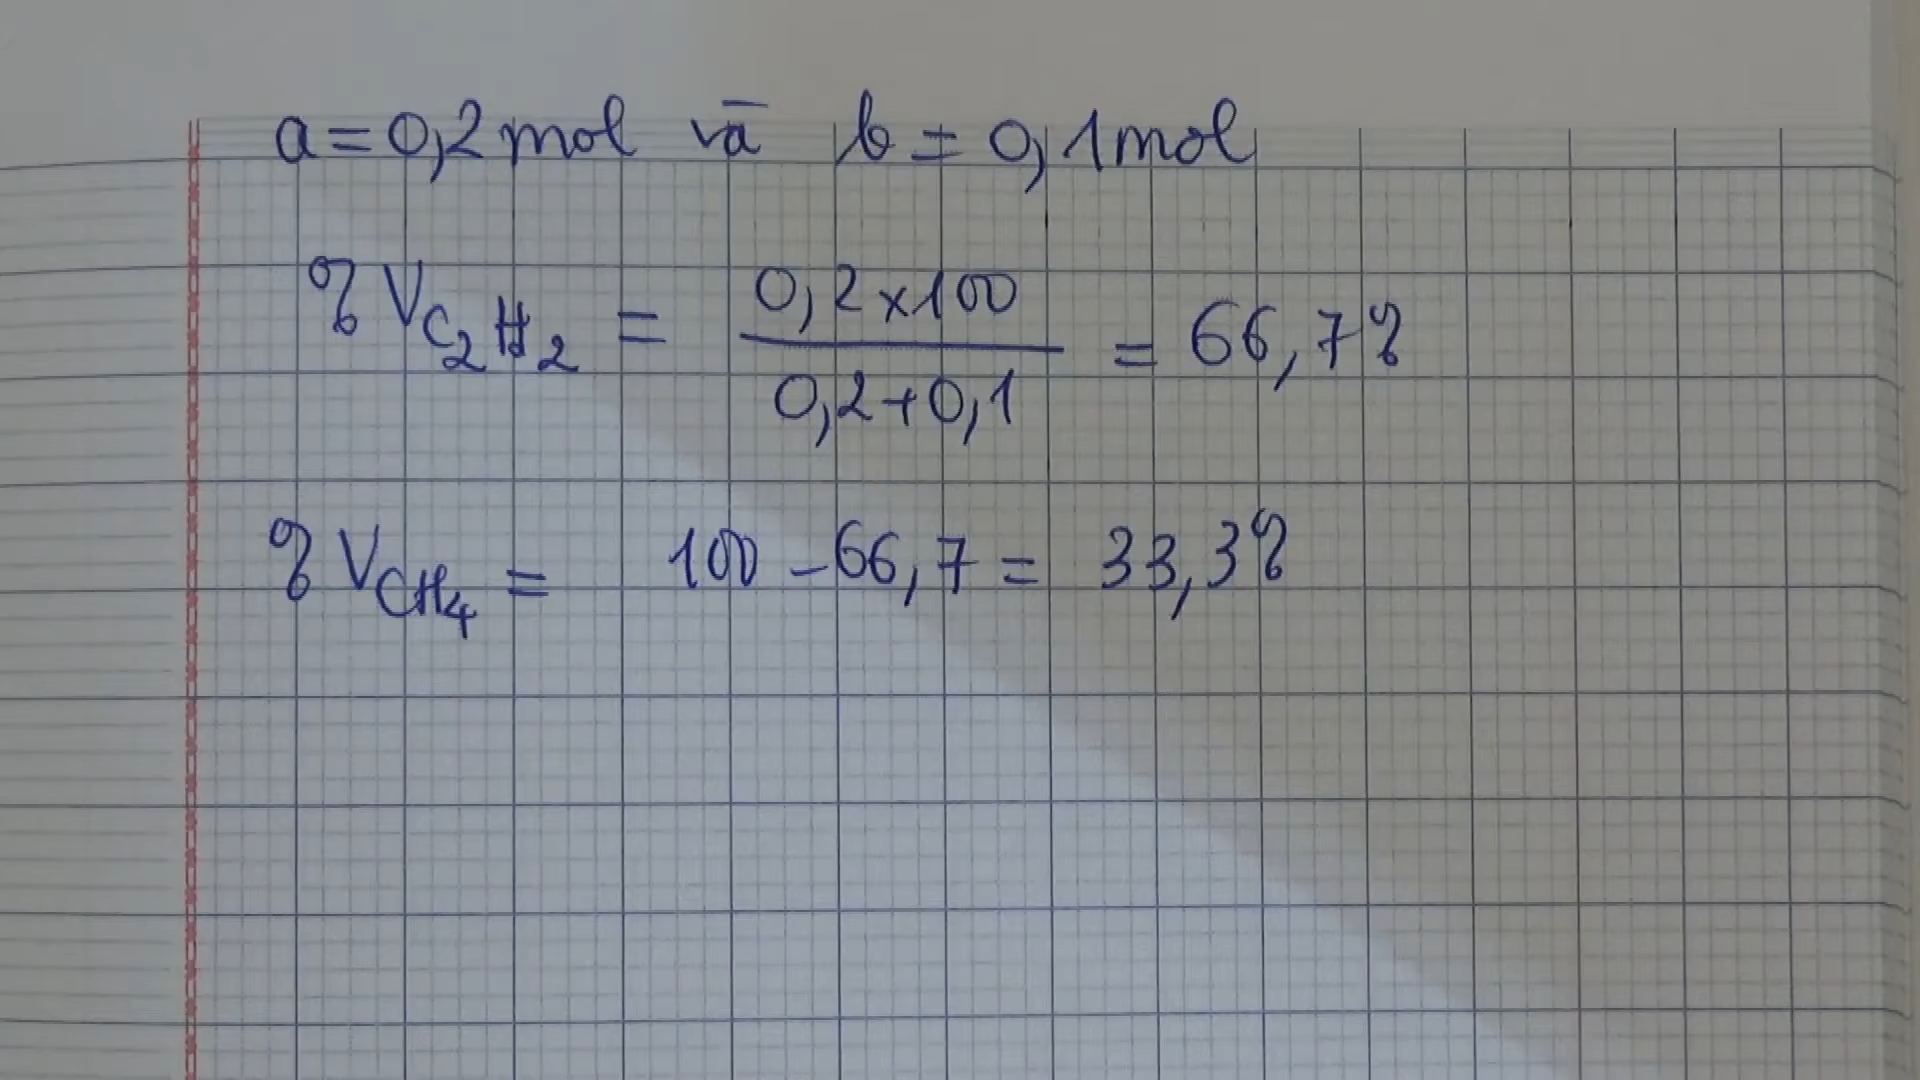 a = 0,2 mol và b = 0,1 mol
% V C₂H₂ = 0,2 x 100 / 0,2 + 0,1 = 66,7%
% V CH₄ = 100 - 66,7 = 33,3%